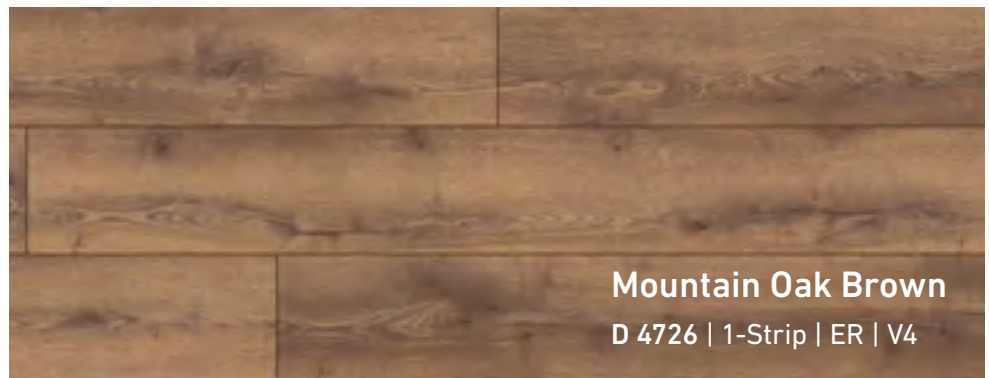 Mountain Oak Brown
D 4726 | 1-Strip | ER | V4